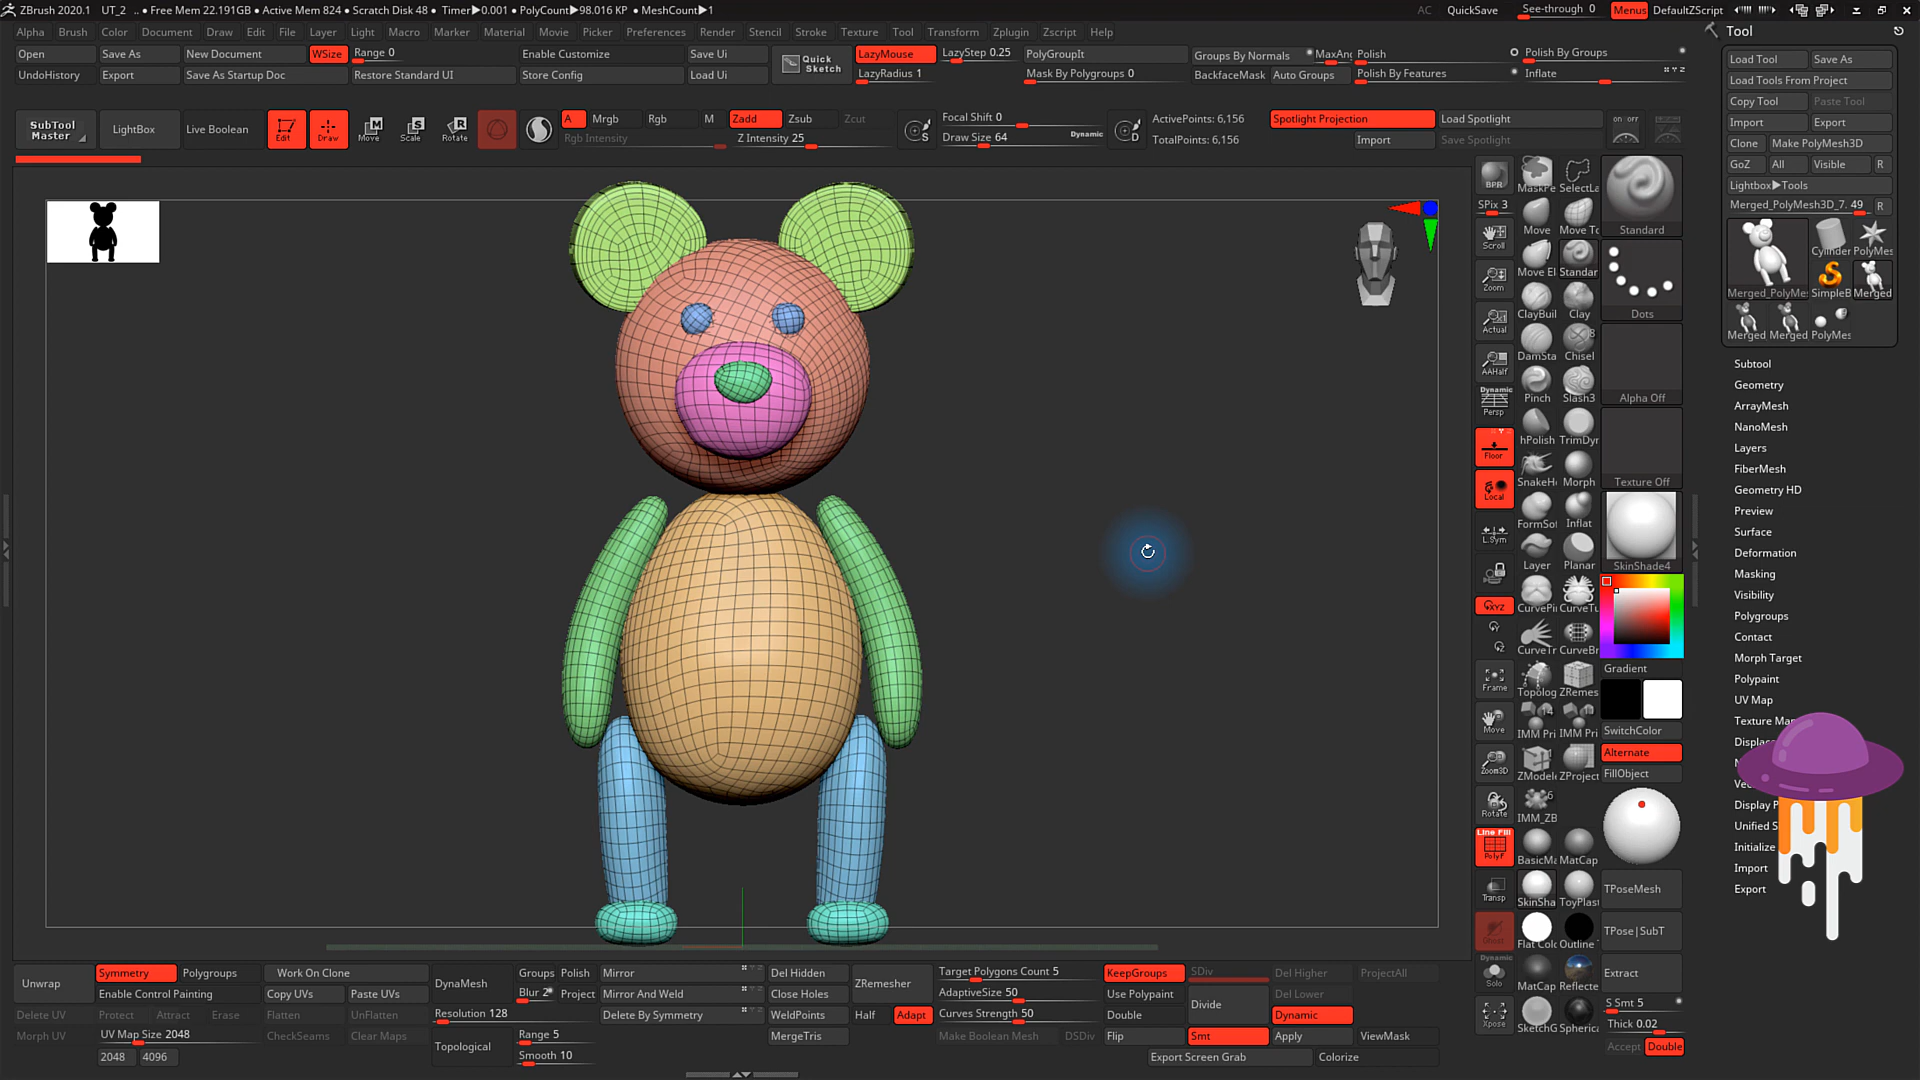 ZBrush 2020.1 UT_2 .. • Free Mem 22.191GB • Active Mem 824 • Scratch Disk 48 • Timer▶0.001 • PolyCount▶98.016 KP • MeshCount▶1
AC QuickSave See-through 0 Menus DefaultZScript
Alpha Brush Color Document Draw Edit File Layer Light Macro Marker Material Movie Picker Preferences Render Stencil Stroke Texture Tool Transform Zplugin Zscript Help
Open Save As New Document WSize Range 0 Enable Customize Save Ui
UndoHistory Export Save As Startup Doc Restore Standard UI Store Config Load Ui
Quick Sketch
LazyMouse LazyStep 0.25 PolyGroupIt Groups By Normals MaxAng Polish Polish By Groups
LazyRadius 1 Mask By Polygroups 0 BackfaceMask Auto Groups Polish By Features Inflate
SubTool Master LightBox Live Boolean Edit Draw Move Scale Rotate
A Mrgb Rgb M Zadd Zsub Zcut
Rgb Intensity Z Intensity 25
Focal Shift 0
Draw Size 64 Dynamic
ActivePoints: 6,156
TotalPoints: 6,156
Spotlight Projection Load Spotlight
Import Save Spotlight
on off
Tool
Load Tool Save As
Load Tools From Project
Copy Tool Paste Tool
Import Export
Clone Make PolyMesh3D
GoZ All Visible R
Lightbox▶Tools
Merged_PolyMesh3D_7. 49 R
Cylinde PolyMes
Merged_PolyMe SimpleB Merged
Merged Merged PolyMes
Subtool
Geometry
ArrayMesh
NanoMesh
Layers
FiberMesh
Geometry HD
Preview
Surface
Deformation
Masking
Visibility
Polygroups
Contact
Morph Target
Polypaint
UV Map
Texture Ma
Displac
Ve
Display P
Unified S
Initialize
Import
Export
BPR
SPix 3
Scroll
Zoom
Actual
AAHalf
Dynamic
Persp
Floor
Local
L.Sym
XYZ
Frame
Move
Zoom3D
Rotate
Line Fill
PolyF
Transp
Ghost
Dynamic
Solo
Xpose
MaskPe SelectLa
Move Move To
Move El Standar
ClayBuil Clay
DamSta Chisel
Pinch Slash3
hPolish TrimDyn
SnakeH Morph
FormSof Inflat
Layer Planar
CurvePi CurveTu
CurveTr CurveBr
Topolog ZRemes
IMM Pri IMM Pri
ZModele ZProject
IMM_ZB
BasicMa MatCap
SkinSha ToyPlast
Flat Colo Outline
MatCap Reflecte
SketchG Spherica
Standard
Dots
Alpha Off
Texture Off
SkinShade4
Gradient
SwitchColor
Alternate
FillObject
TPoseMesh
TPose|SubT
Extract
S Smt 5
Thick 0.02
Accept Double
Unwrap Symmetry Polygroups Work On Clone
Enable Control Painting Copy UVs Paste UVs
Delete UV Protect Attract Erase Flatten UnFlatten
Morph UV UV Map Size 2048 CheckSeams Clear Maps
2048 4096
DynaMesh Groups Polish
Blur 2 Project
Resolution 128
Topological Range 5
Smooth 10
Mirror Del Hidden
Mirror And Weld Close Holes
Delete By Symmetry WeldPoints
MergeTris
ZRemesher
Half Adapt
Target Polygons Count 5
AdaptiveSize 50
Curves Strength 50
Make Boolean Mesh DSDiv
KeepGroups SDiv Del Higher ProjectAll
Use Polypaint Divide Del Lower
Double Dynamic
Flip Smt Apply ViewMask
Export Screen Grab Colorize